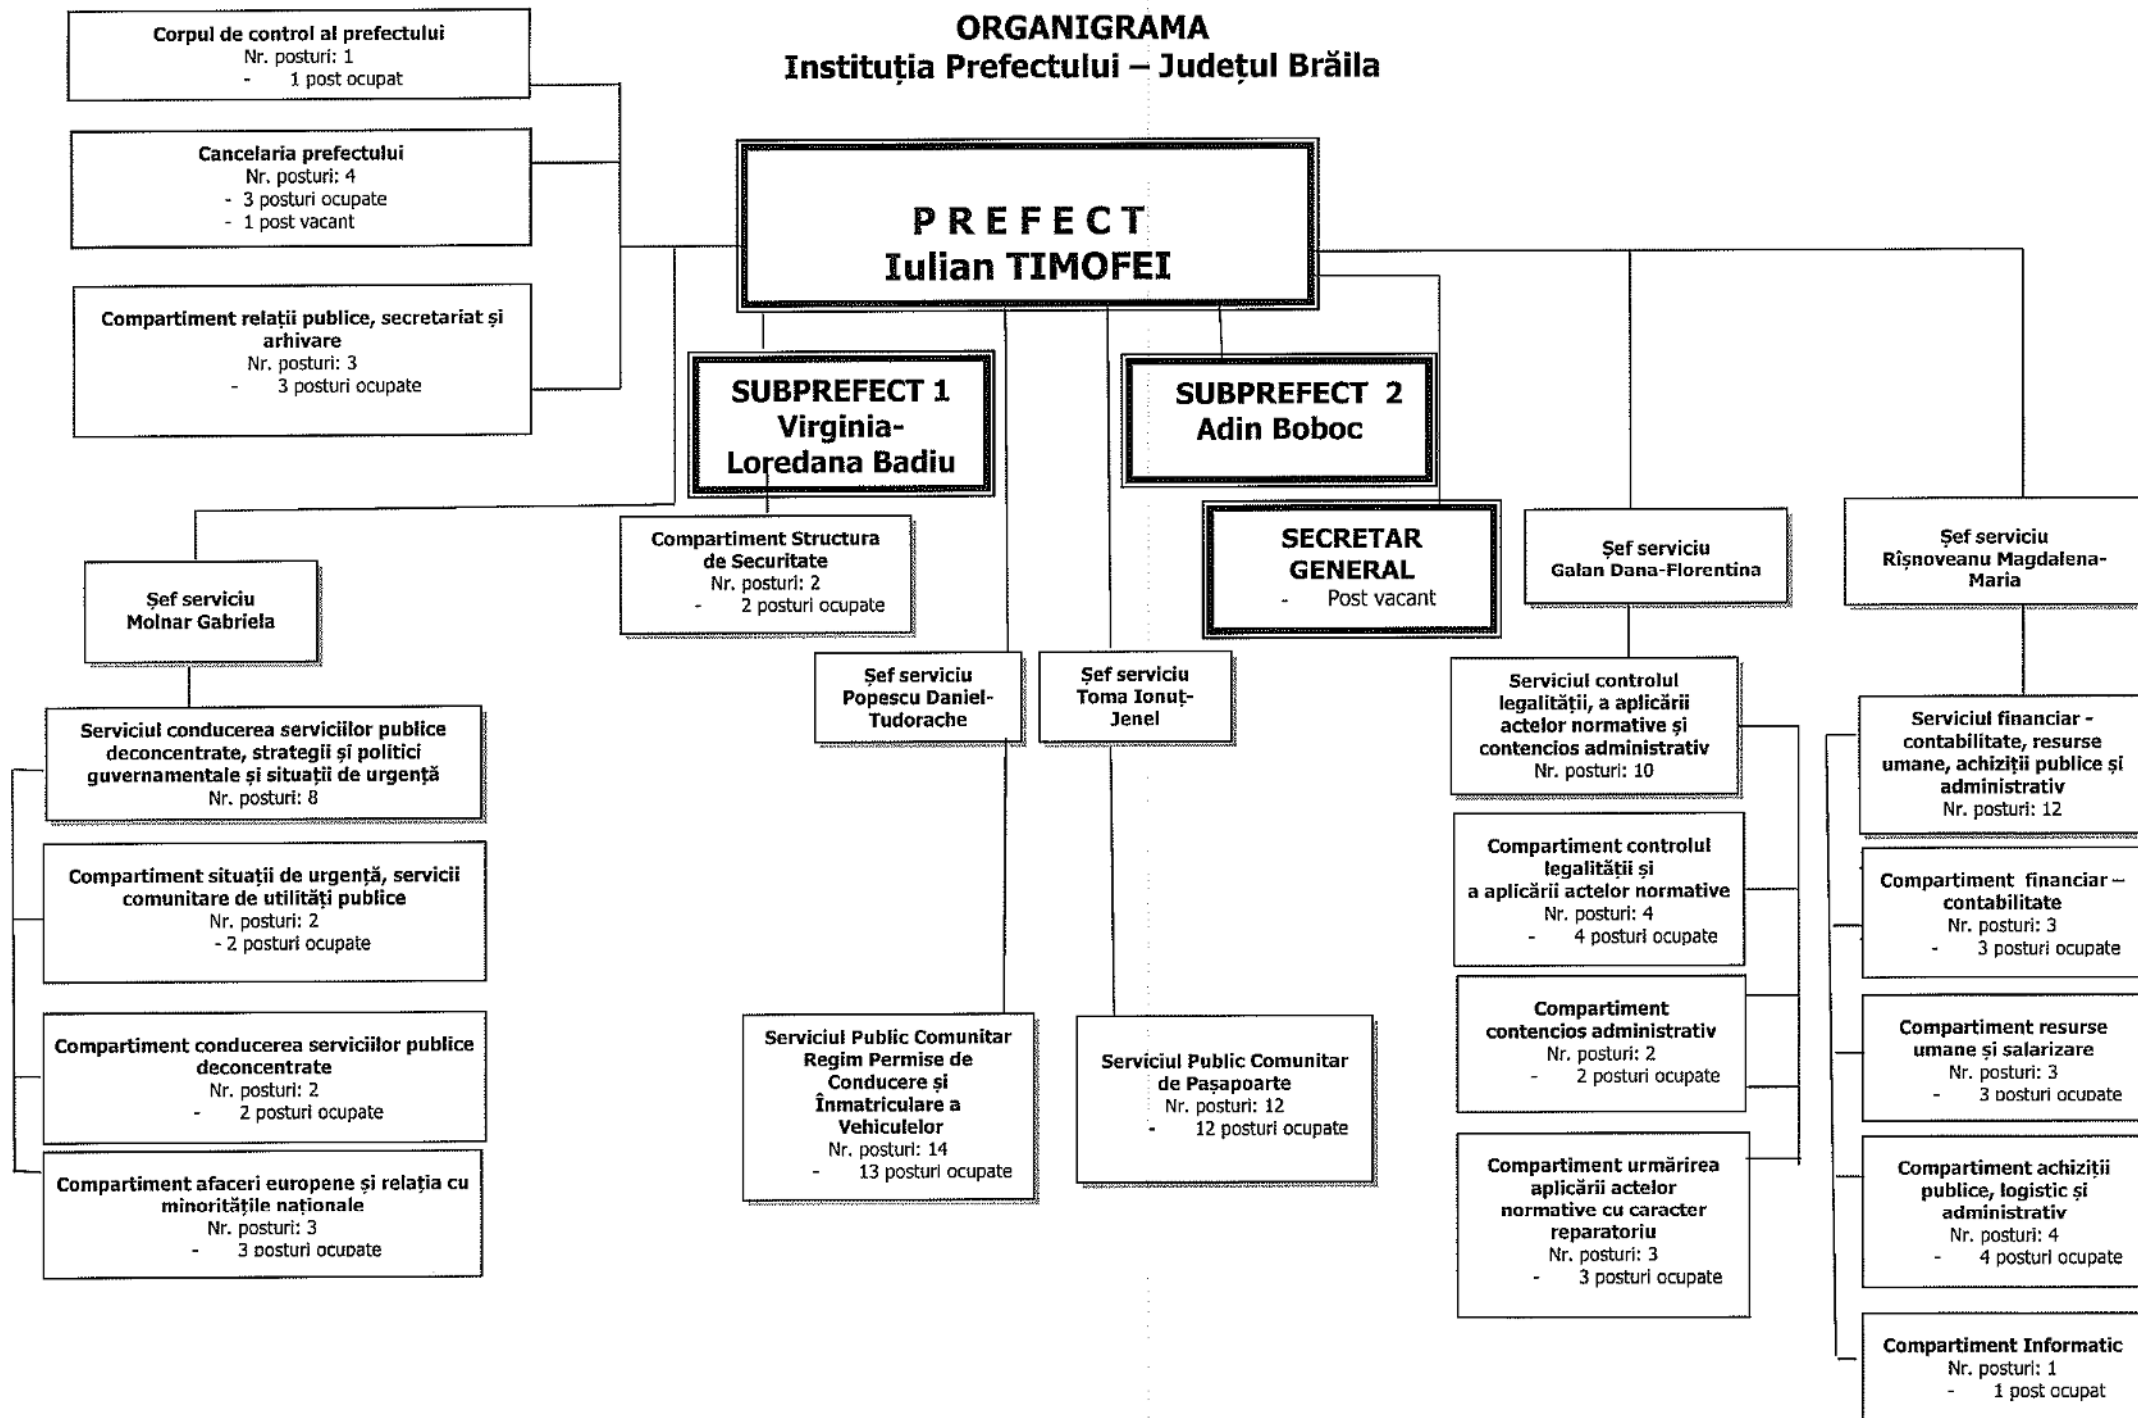 ORGANIGRAMA
Instituția Prefectului – Județul Brăila
Corpul de control al prefectului
Nr. posturi: 1
- 1 post ocupat
Cancelaria prefectului
Nr. posturi: 4
- 3 posturi ocupate
- 1 post vacant
Compartiment relații publice, secretariat și
arhivare
Nr. posturi: 3
- 3 posturi ocupate
P R E F E C T
Iulian TIMOFEI
SUBPREFECT 1
Virginia-
Loredana Badiu
SUBPREFECT 2
Adin Boboc
SECRETAR
GENERAL
- Post vacant
Compartiment Structura
de Securitate
Nr. posturi: 2
- 2 posturi ocupate
Șef serviciu
Molnar Gabriela
Serviciul conducerea serviciilor publice
deconcentrate, strategii și politici
guvernamentale și situații de urgență
Nr. posturi: 8
Compartiment situații de urgență, servicii
comunitare de utilități publice
Nr. posturi: 2
- 2 posturi ocupate
Compartiment conducerea serviciilor publice
deconcentrate
Nr. posturi: 2
- 2 posturi ocupate
Compartiment afaceri europene și relația cu
minoritățile naționale
Nr. posturi: 3
- 3 posturi ocupate
Șef serviciu
Popescu Daniel-
Tudorache
Serviciul Public Comunitar
Regim Permise de
Conducere și
Înmatriculare a
Vehiculelor
Nr. posturi: 14
- 13 posturi ocupate
Șef serviciu
Toma Ionuț-
Jenel
Serviciul Public Comunitar
de Pașapoarte
Nr. posturi: 12
- 12 posturi ocupate
Șef serviciu
Galan Dana-Florentina
Serviciul controlul
legalității, a aplicării
actelor normative și
contencios administrativ
Nr. posturi: 10
Compartiment controlul
legalității și
a aplicării actelor normative
Nr. posturi: 4
- 4 posturi ocupate
Compartiment
contencios administrativ
Nr. posturi: 2
- 2 posturi ocupate
Compartiment urmărirea
aplicării actelor
normative cu caracter
reparatoriu
Nr. posturi: 3
- 3 posturi ocupate
Șef serviciu
Rîșnoveanu Magdalena-
Maria
Serviciul financiar -
contabilitate, resurse
umane, achiziții publice și
administrativ
Nr. posturi: 12
Compartiment financiar –
contabilitate
Nr. posturi: 3
- 3 posturi ocupate
Compartiment resurse
umane și salarizare
Nr. posturi: 3
- 3 posturi ocupate
Compartiment achiziții
publice, logistic și
administrativ
Nr. posturi: 4
- 4 posturi ocupate
Compartiment Informatic
Nr. posturi: 1
- 1 post ocupat